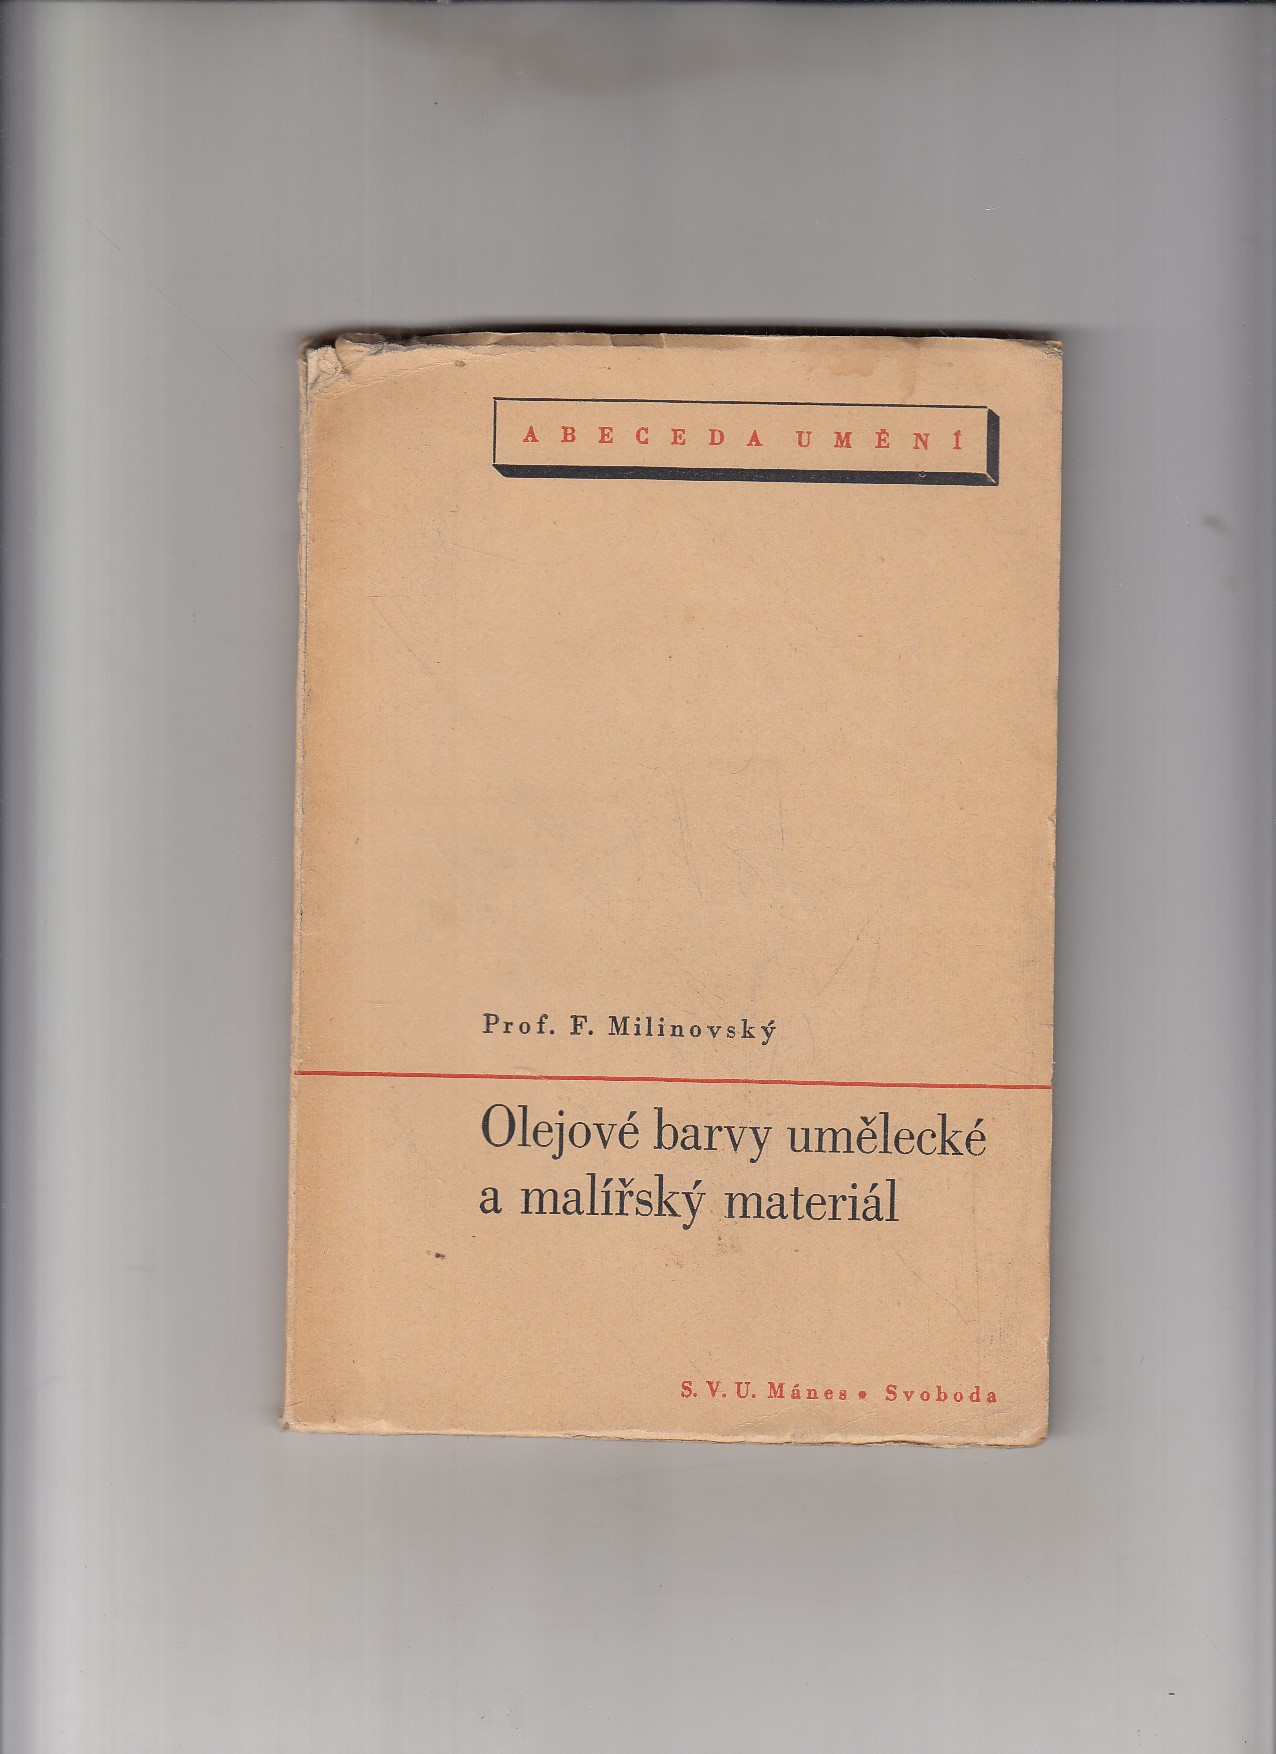 ABECEDA UMĚNÍ
Prof. F. Milinovský
Olejové barvy umělecké
a malířský materiál
S. V. U. Mánes • Svoboda